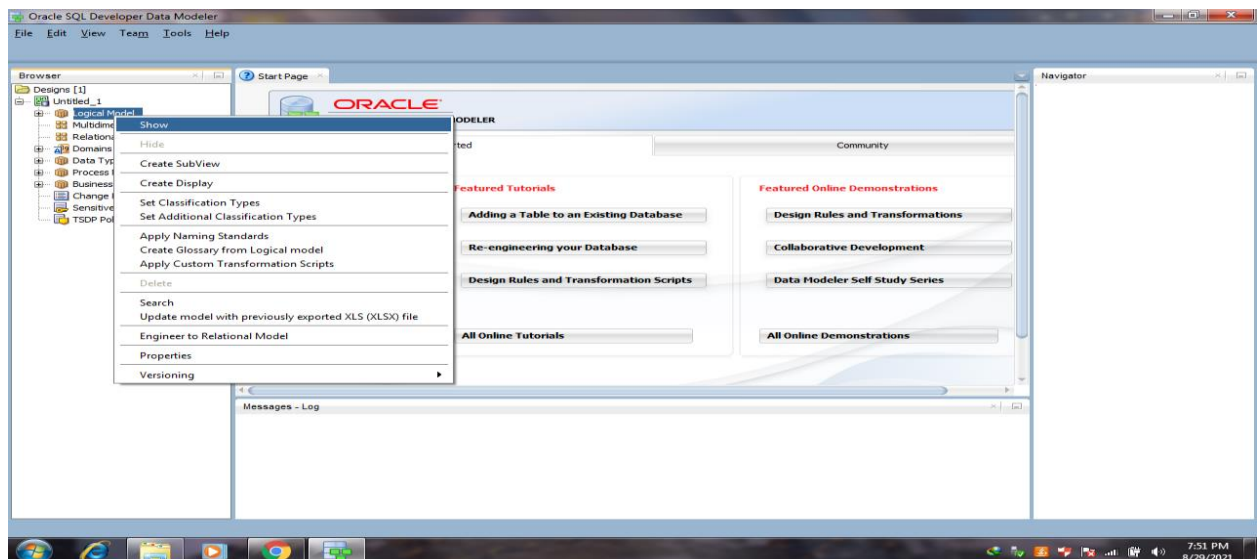 Oracle SQL Developer Data Modeler
File Edit View Team Tools Help
Browser
Designs [1]
Untitled_1
Logical Model
Multidime
Relationa
Domains
Data Typ
Process
Business
Change
Sensitive
TSDP Pol
Show
Hide
Create SubView
Create Display
Set Classification Types
Set Additional Classification Types
Apply Naming Standards
Create Glossary from Logical model
Apply Custom Transformation Scripts
Delete
Search
Update model with previously exported XLS (XLSX) file
Engineer to Relational Model
Properties
Versioning
Start Page
ORACLE
ODELER
rted
Community
Featured Tutorials
Adding a Table to an Existing Database
Re-engineering your Database
Design Rules and Transformation Scripts
All Online Tutorials
Featured Online Demonstrations
Design Rules and Transformations
Collaborative Development
Data Modeler Self Study Series
All Online Demonstrations
Messages - Log
Navigator
7:51 PM
8/29/2021